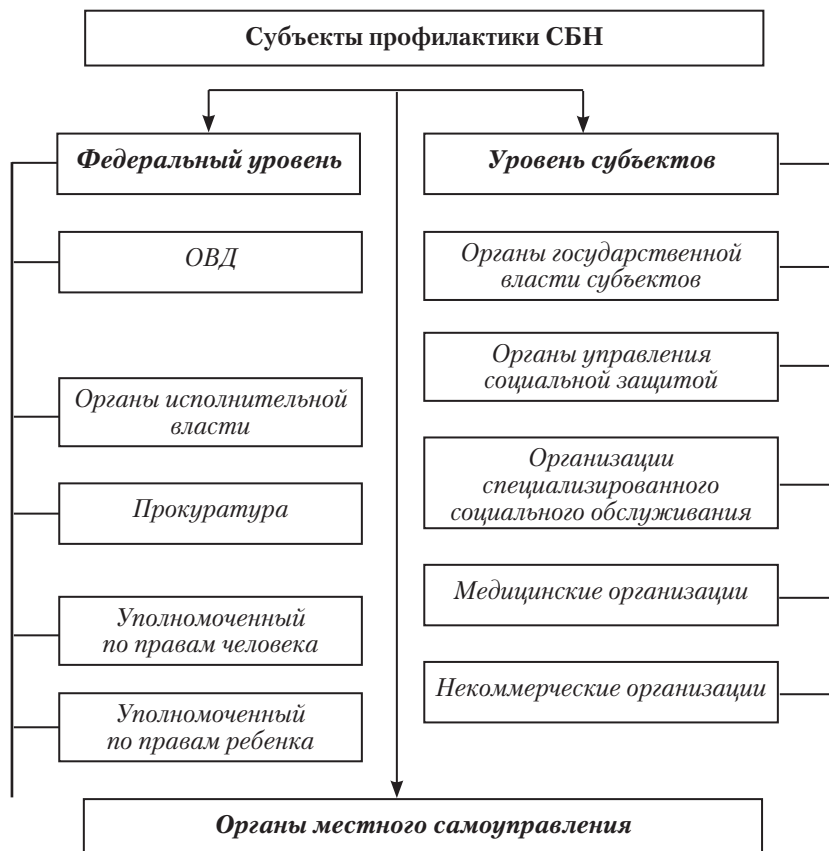 Субъекты профилактики СБН
Федеральный уровень
ОВД
Органы исполнительной
власти
Прокуратура
Уполномоченный
по правам человека
Уполномоченный
по правам ребенка
Уровень субъектов
Органы государственной
власти субъектов
Органы управления
социальной защитой
Организации
специализированного
социального обслуживания
Медицинские организации
Некоммерческие организации
Органы местного самоуправления